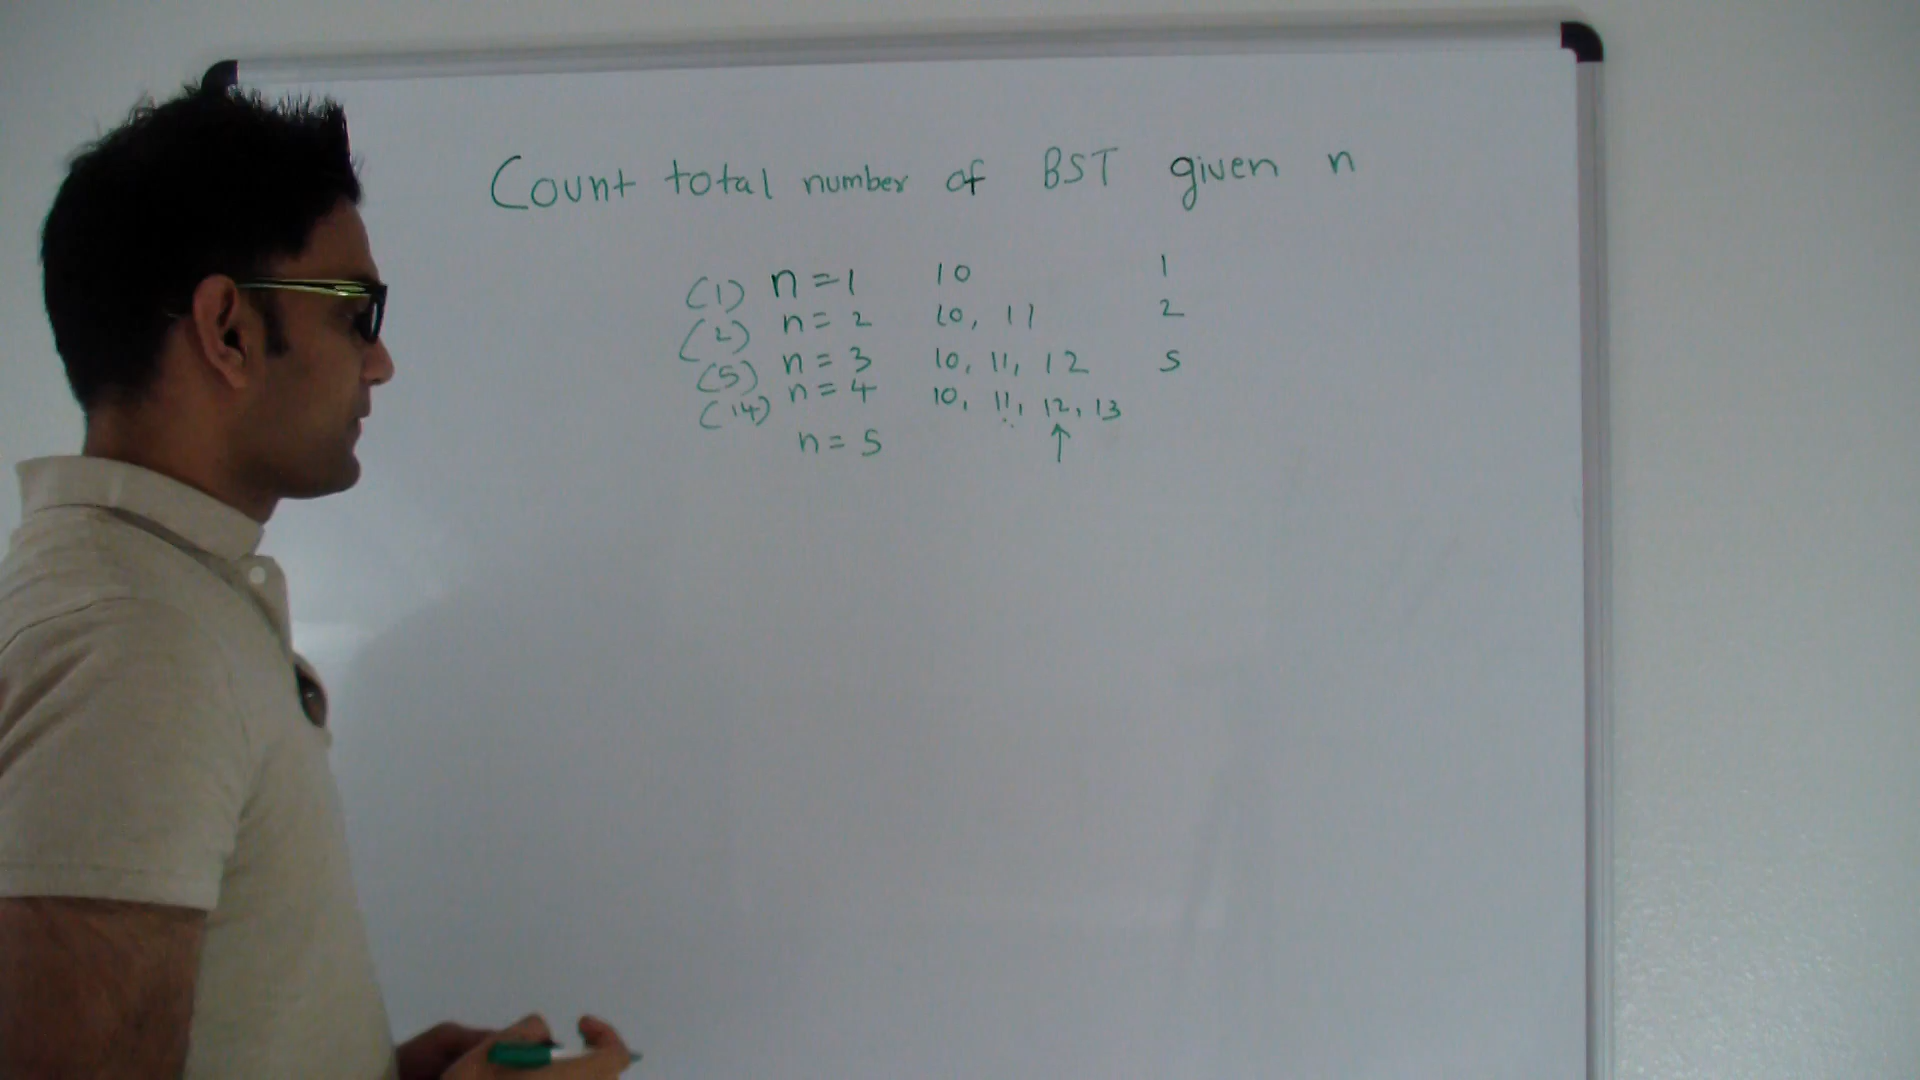 Count total number of BST given n
(1) n = 1 10 1
(2) n = 2 10, 11 2
(5) n = 3 10, 11, 12 5
(14) n = 4 10, 11, 12, 13
n = 5 ↑